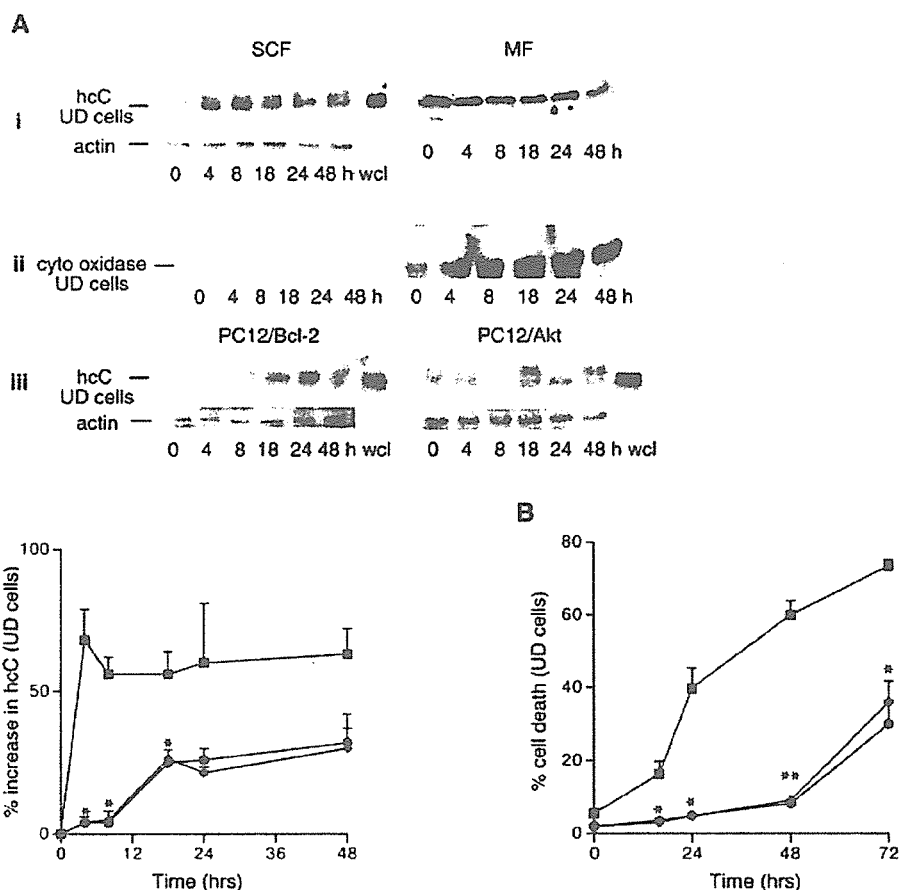 A
SCF MF
hcC
UD cells
i
actin
0 4 8 18 24 48 h wcl
0 4 8 18 24 48 h
ii cyto oxidase
UD cells
0 4 8 18 24 48 h
0 4 8 18 24 48 h
PC12/Bcl-2 PC12/Akt
iii hcC
UD cells
actin
0 4 8 18 24 48 h wcl
0 4 8 18 24 48 h wcl
% increase in hcC (UD cells)
100
50
0
* * *
0 12 24 36 48
Time (hrs)
B
% cell death (UD cells)
80
60
40
20
0
* * ** *
0 24 48 72
Time (hrs)